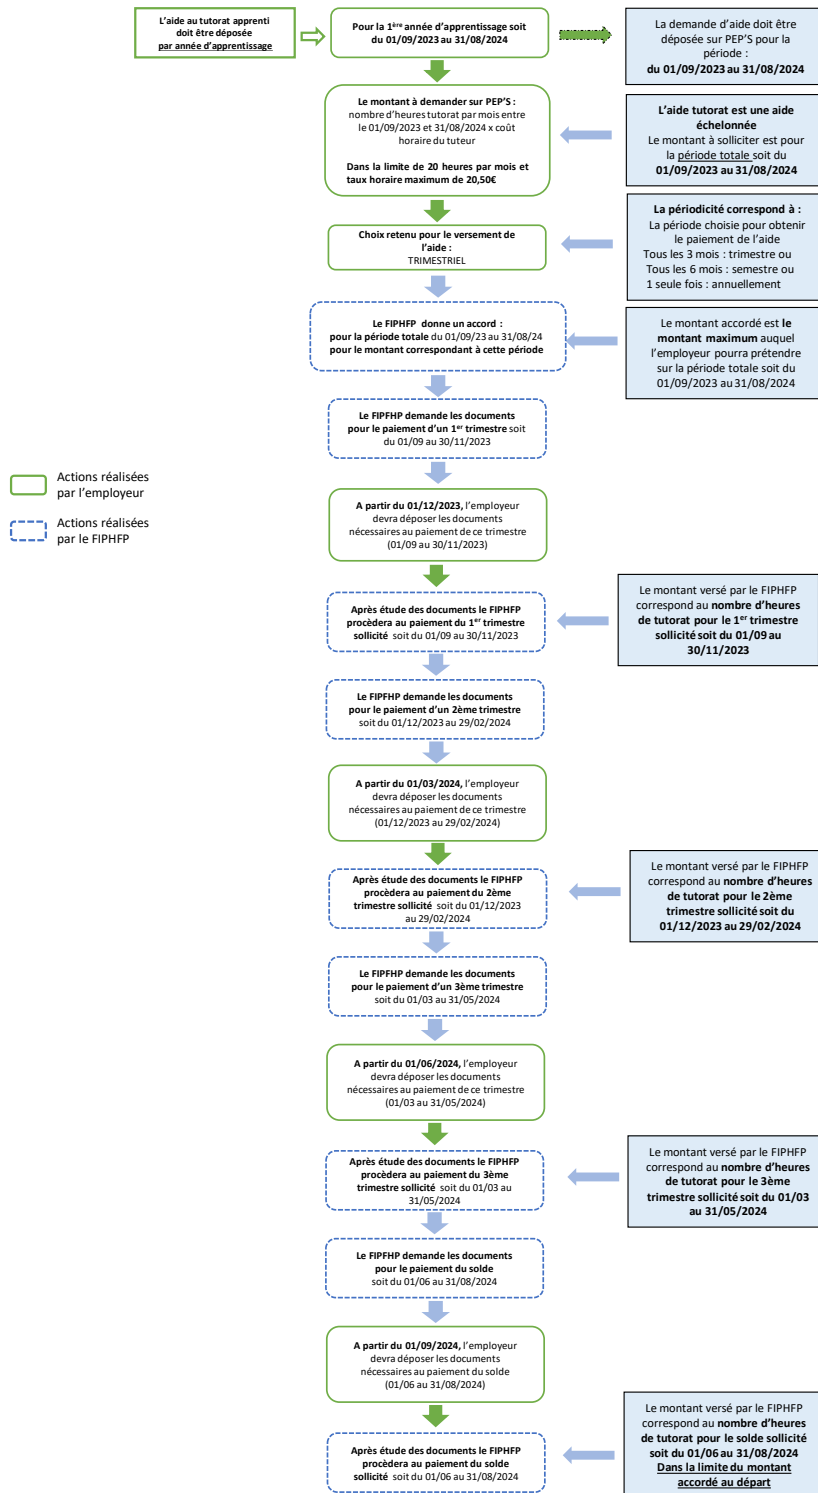 L'aide au tutorat apprenti
doit être déposée
par année d'apprentissage
Pour la 1ère année d'apprentissage soit
du 01/09/2023 au 31/08/2024
La demande d'aide doit être
déposée sur PEP'S pour la
période :
du 01/09/2023 au 31/08/2024
Le montant à demander sur PEP'S :
nombre d'heures tutorat par mois entre
le 01/09/2023 et 31/08/2024 x coût
horaire du tuteur
Dans la limite de 20 heures par mois et
taux horaire maximum de 20,50€
L'aide tutorat est une aide
échelonnée
Le montant à solliciter est pour
la période totale soit du
01/09/2023 au 31/08/2024
Choix retenu pour le versement de
l'aide :
TRIMESTRIEL
La périodicité correspond à :
La période choisie pour obtenir
le paiement de l'aide
Tous les 3 mois : trimestre ou
Tous les 6 mois : semestre ou
1 seule fois : annuellement
Le FIPHFP donne un accord :
pour la période totale du 01/09/23 au 31/08/24
pour le montant correspondant à cette période
Le montant accordé est le
montant maximum auquel
l'employeur pourra prétendre
sur la période totale soit du
01/09/2023 au 31/08/2024
Le FIPFHP demande les documents
pour le paiement d'un 1er trimestre soit
du 01/09 au 30/11/2023
Actions réalisées
par l'employeur
Actions réalisées
par le FIPHFP
A partir du 01/12/2023, l'employeur
devra déposer les documents
nécessaires au paiement de ce trimestre
(01/09 au 30/11/2023)
Après étude des documents le FIPHFP
procèdera au paiement du 1er trimestre
sollicité soit du 01/09 au 30/11/2023
Le montant versé par le FIPHFP
correspond au nombre d'heures
de tutorat pour le 1er trimestre
sollicité soit du 01/09 au
30/11/2023
Le FIPFHP demande les documents
pour le paiement d'un 2ème trimestre
soit du 01/12/2023 au 29/02/2024
A partir du 01/03/2024, l'employeur
devra déposer les documents
nécessaires au paiement de ce trimestre
(01/12/2023 au 29/02/2024)
Après étude des documents le FIPHFP
procèdera au paiement du 2ème
trimestre sollicité soit du 01/12/2023
au 29/02/2024
Le montant versé par le FIPHFP
correspond au nombre d'heures
de tutorat pour le 2ème
trimestre sollicité soit du
01/12/2023 au 29/02/2024
Le FIPFHP demande les documents
pour le paiement d'un 3ème trimestre
soit du 01/03 au 31/05/2024
A partir du 01/06/2024, l'employeur
devra déposer les documents
nécessaires au paiement de ce trimestre
(01/03 au 31/05/2024)
Après étude des documents le FIPHFP
procèdera au paiement du 3ème
trimestre sollicité soit du 01/03 au
31/05/2024
Le montant versé par le FIPHFP
correspond au nombre d'heures
de tutorat pour le 3ème
trimestre sollicité soit du 01/03
au 31/05/2024
Le FIPFHP demande les documents
pour le paiement du solde
soit du 01/06 au 31/08/2024
A partir du 01/09/2024, l'employeur
devra déposer les documents
nécessaires au paiement du solde
(01/06 au 31/08/2024)
Après étude des documents le FIPHFP
procèdera au paiement du solde
sollicité soit du 01/06 au 31/08/2024
Le montant versé par le FIPHFP
correspond au nombre d'heures
de tutorat pour le solde sollicité
soit du 01/06 au 31/08/2024
Dans la limite du montant
accordé au départ